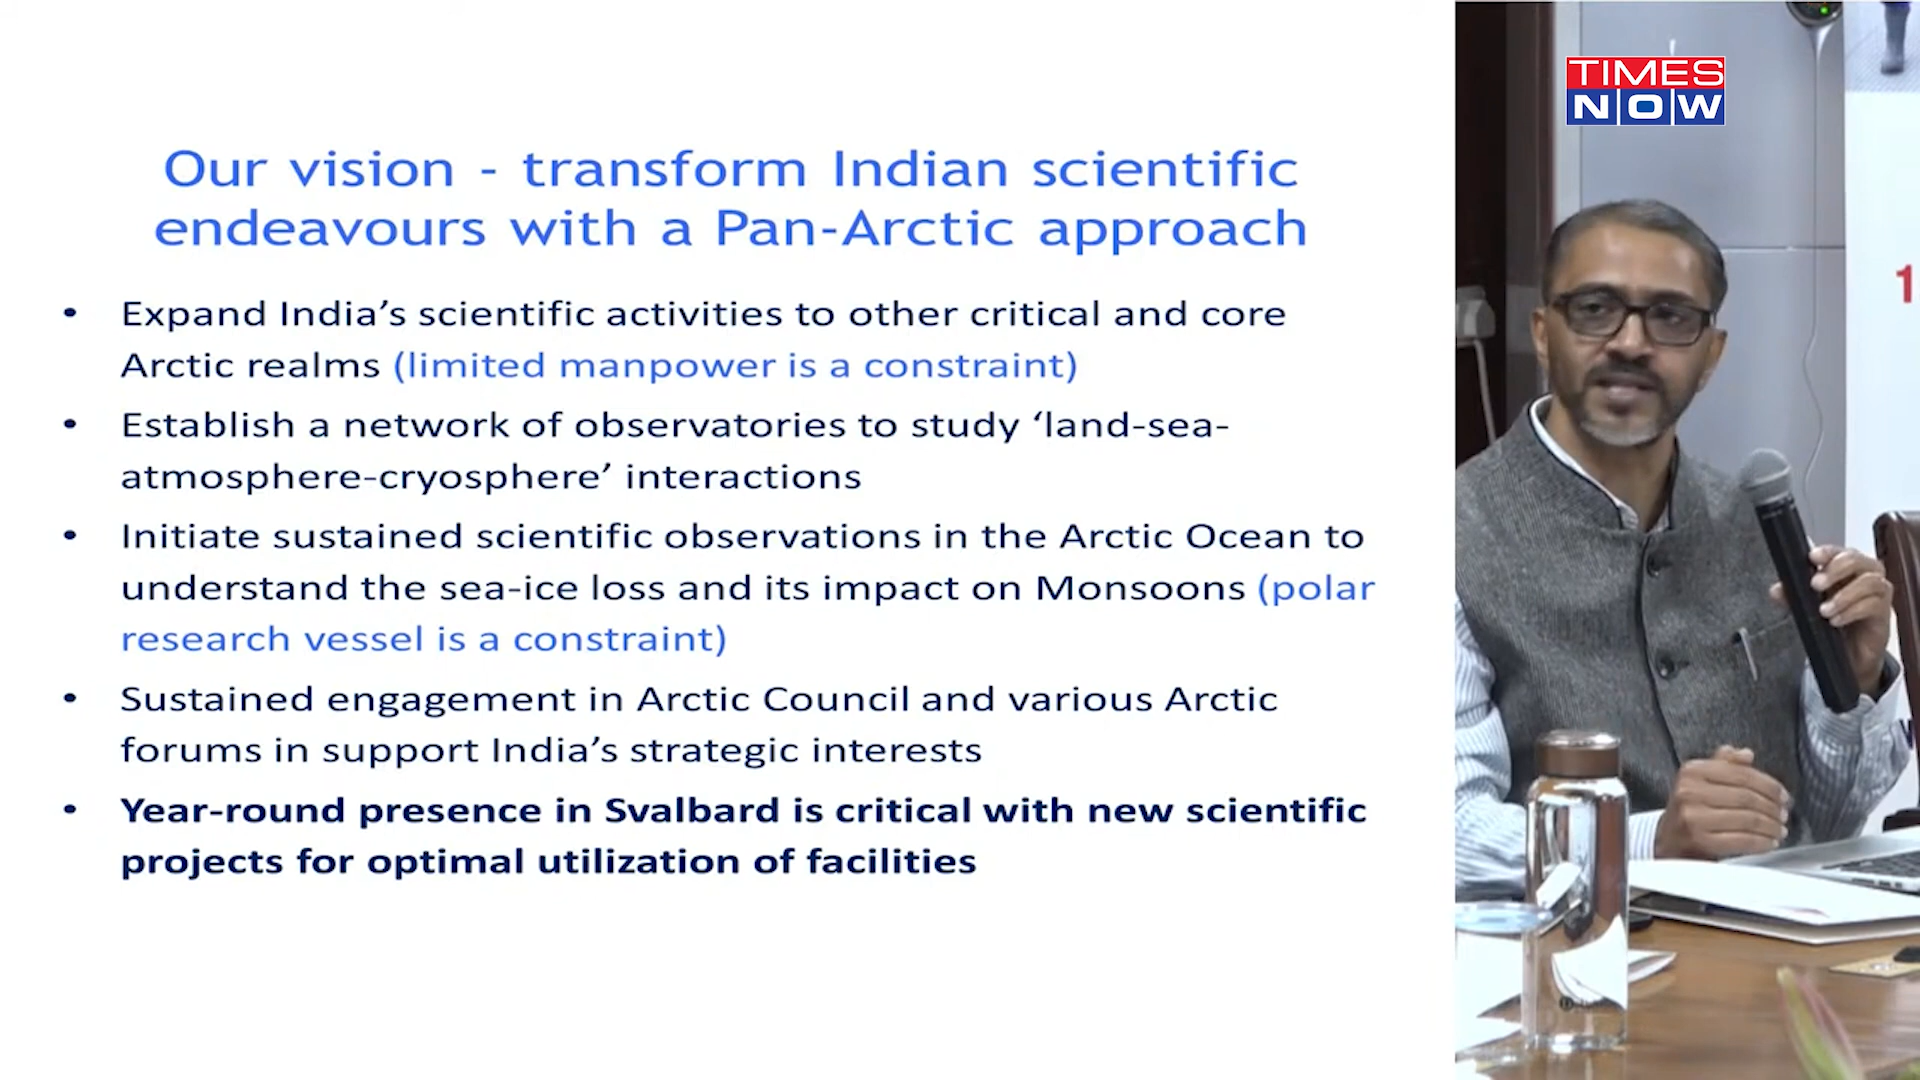 TIMES
NOW
Our vision - transform Indian scientific
endeavours with a Pan-Arctic approach
• Expand India’s scientific activities to other critical and core
Arctic realms (limited manpower is a constraint)
• Establish a network of observatories to study ‘land-sea-
atmosphere-cryosphere’ interactions
• Initiate sustained scientific observations in the Arctic Ocean to
understand the sea-ice loss and its impact on Monsoons (polar
research vessel is a constraint)
• Sustained engagement in Arctic Council and various Arctic
forums in support India’s strategic interests
• Year-round presence in Svalbard is critical with new scientific
projects for optimal utilization of facilities
1